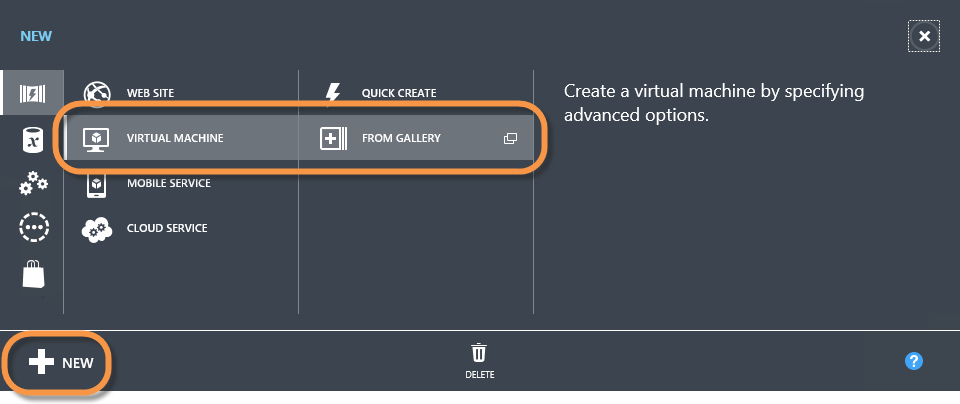 NEW
WEB SITE
QUICK CREATE
Create a virtual machine by specifying
advanced options.
VIRTUAL MACHINE
FROM GALLERY
MOBILE SERVICE
CLOUD SERVICE
NEW
DELETE
?